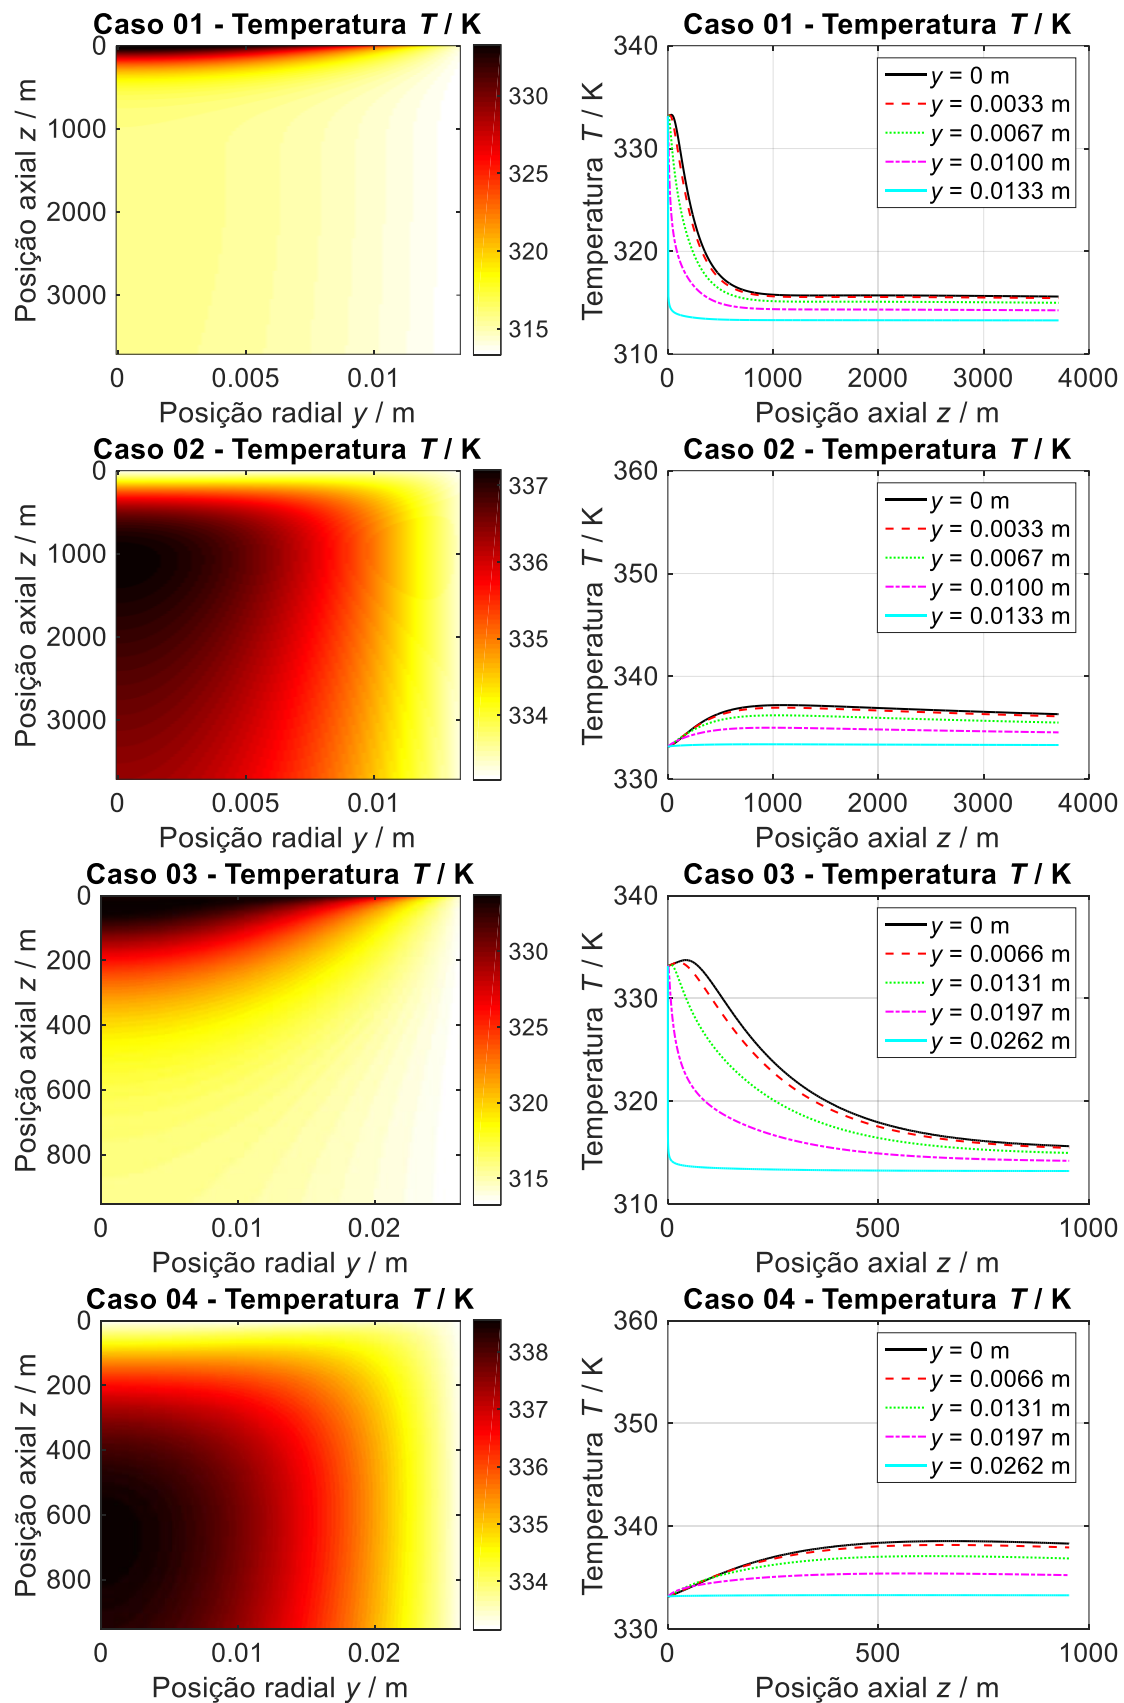 Caso 01 - Temperatura T / K
0
1000
2000
3000
Posição axial z / m
0
0.005
0.01
Posição radial y / m
330
325
320
315
Caso 01 - Temperatura T / K
340
330
320
310
Temperatura T / K
y = 0 m
y = 0.0033 m
y = 0.0067 m
y = 0.0100 m
y = 0.0133 m
0
1000
2000
3000
4000
Posição axial z / m
Caso 02 - Temperatura T / K
0
1000
2000
3000
Posição axial z / m
0
0.005
0.01
Posição radial y / m
337
336
335
334
Caso 02 - Temperatura T / K
360
350
340
330
Temperatura T / K
y = 0 m
y = 0.0033 m
y = 0.0067 m
y = 0.0100 m
y = 0.0133 m
0
1000
2000
3000
4000
Posição axial z / m
Caso 03 - Temperatura T / K
0
200
400
600
800
Posição axial z / m
0
0.01
0.02
Posição radial y / m
330
325
320
315
Caso 03 - Temperatura T / K
340
330
320
310
Temperatura T / K
y = 0 m
y = 0.0066 m
y = 0.0131 m
y = 0.0197 m
y = 0.0262 m
0
500
1000
Posição axial z / m
Caso 04 - Temperatura T / K
0
200
400
600
800
Posição axial z / m
0
0.01
0.02
Posição radial y / m
338
337
336
335
334
Caso 04 - Temperatura T / K
360
350
340
330
Temperatura T / K
y = 0 m
y = 0.0066 m
y = 0.0131 m
y = 0.0197 m
y = 0.0262 m
0
500
1000
Posição axial z / m